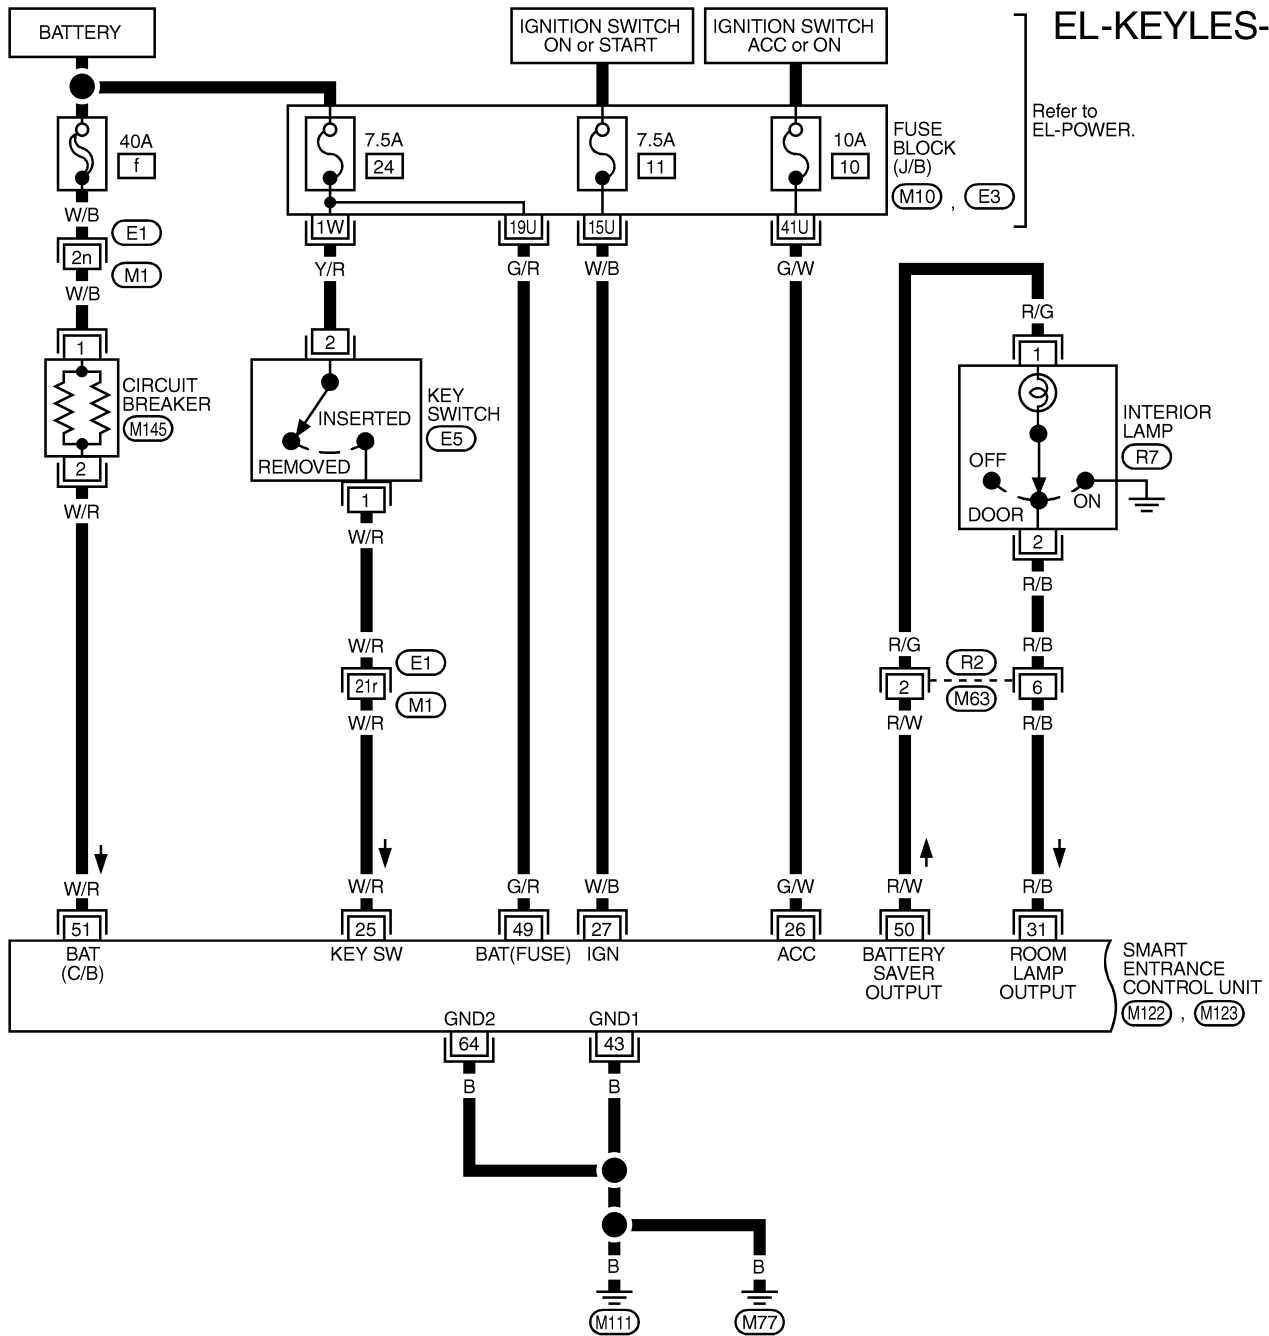 EL-KEYLES-
BATTERY
IGNITION SWITCH
ON or START
IGNITION SWITCH
ACC or ON
Refer to
EL-POWER.
40A
f
7.5A
24
7.5A
11
10A
10
FUSE
BLOCK
(J/B)
M10 , E3
W/B
E1
2n
M1
W/B
1W
19U
15U
41U
Y/R
G/R
W/B
G/W
R/G
1
2
1
CIRCUIT
BREAKER
M145
2
W/R
INSERTED
REMOVED
KEY
SWITCH
E5
1
W/R
INTERIOR
LAMP
R7
OFF
DOOR
ON
2
R/B
W/R
E1
21r
M1
W/R
R/G
R2
R/B
2
M63
6
R/W
R/B
W/R
W/R
G/R
W/B
G/W
R/W
R/B
51
25
49
27
26
50
31
BAT
(C/B)
KEY SW
BAT(FUSE)
IGN
ACC
BATTERY
SAVER
OUTPUT
ROOM
LAMP
OUTPUT
SMART
ENTRANCE
CONTROL UNIT
M122 , M123
GND2
GND1
64
43
B
B
B
B
M111
M77